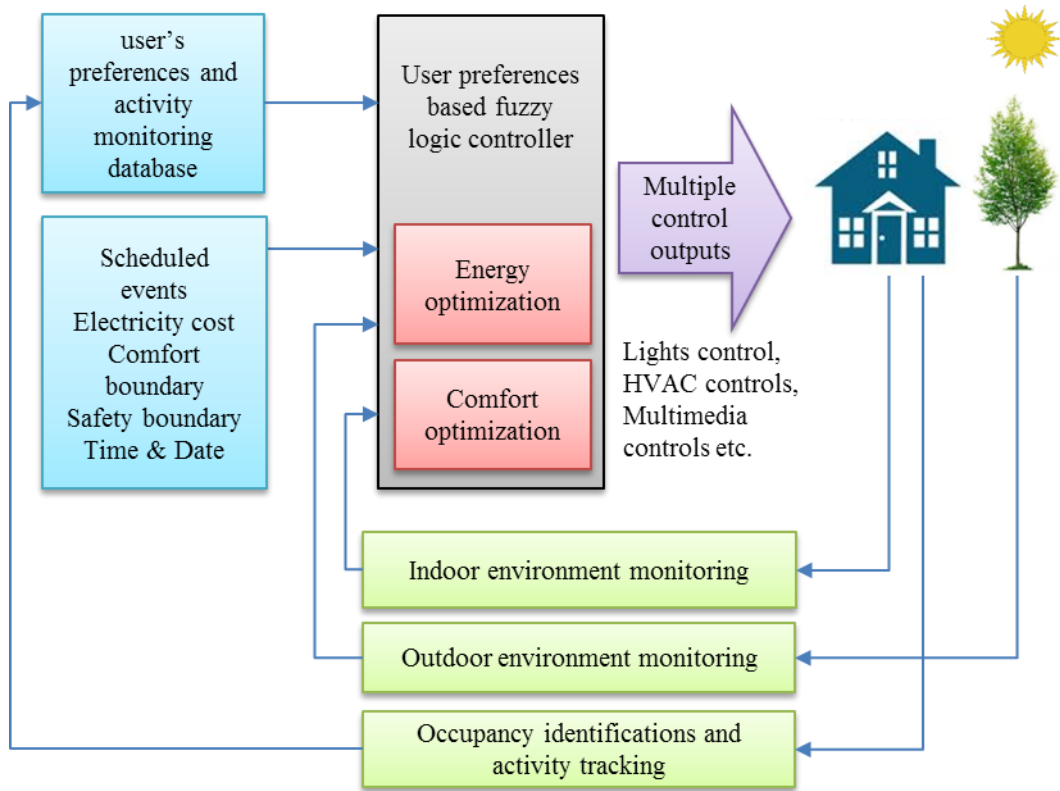 user's
preferences and
activity
monitoring
database
Scheduled
events
Electricity cost
Comfort
boundary
Safety boundary
Time & Date
User preferences
based fuzzy
logic controller
Energy
optimization
Comfort
optimization
Multiple
control
outputs
Lights control,
HVAC controls,
Multimedia
controls etc.
Indoor environment monitoring
Outdoor environment monitoring
Occupancy identifications and
activity tracking